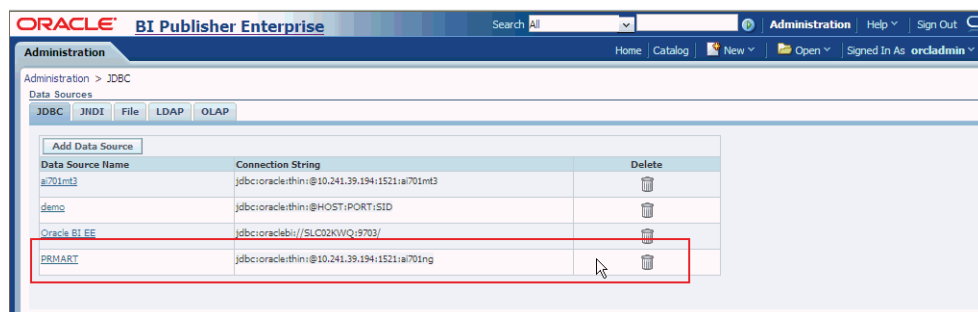 ORACLE BI Publisher Enterprise Search All Administration Help Sign Out
Administration Home Catalog New Open Signed In As orcladmin
Administration > JDBC
Data Sources
JDBC JNDI File LDAP OLAP
Add Data Source
Data Source Name Connection String Delete
ai701mt3 jdbc:oracle:thin:@10.241.39.194:1521:ai701mt3
demo jdbc:oracle:thin:@HOST:PORT:SID
Oracle BI EE jdbc:oraclebi://SLC02KWQ:9703/
PRMART jdbc:oracle:thin:@10.241.39.194:1521:ai701ng